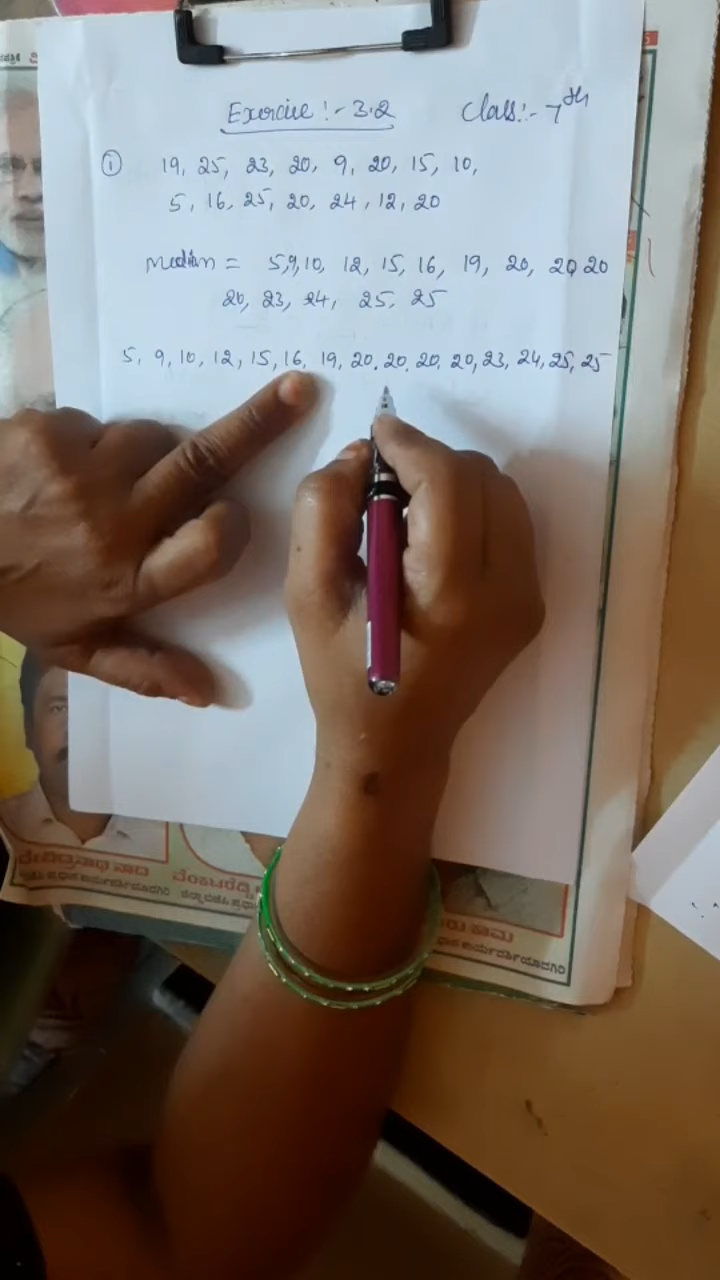 Exercise :- 3.2 Class :- 7th
① 19, 25, 23, 20, 9, 20, 15, 10,
5, 16, 25, 20, 24, 12, 20
Median = 5,9,10, 12, 15, 16, 19, 20, 20 20
20, 23, 24, 25, 25
5, 9, 10, 12, 15, 16, 19, 20, 20, 20, 20, 23, 24, 25, 25